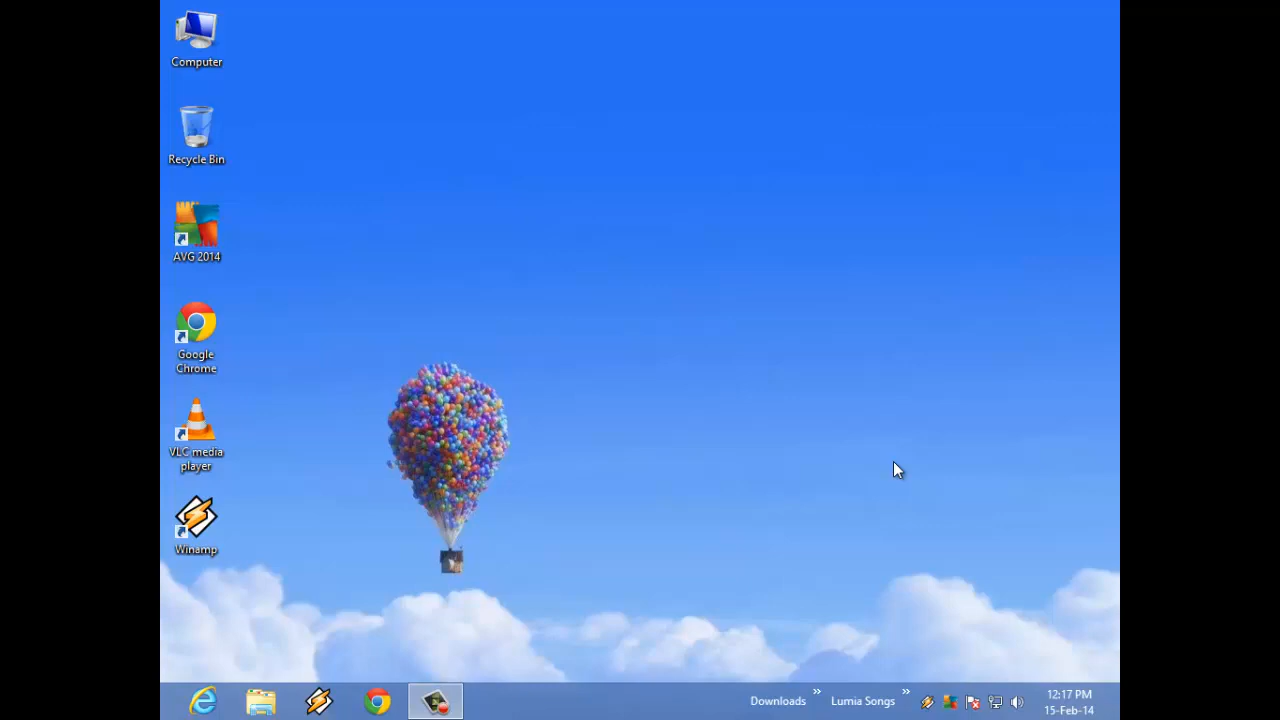 Computer
Recycle Bin
AVG 2014
Google
Chrome
VLC media
player
Winamp
Downloads »
Lumia Songs »
12:17 PM
15-Feb-14